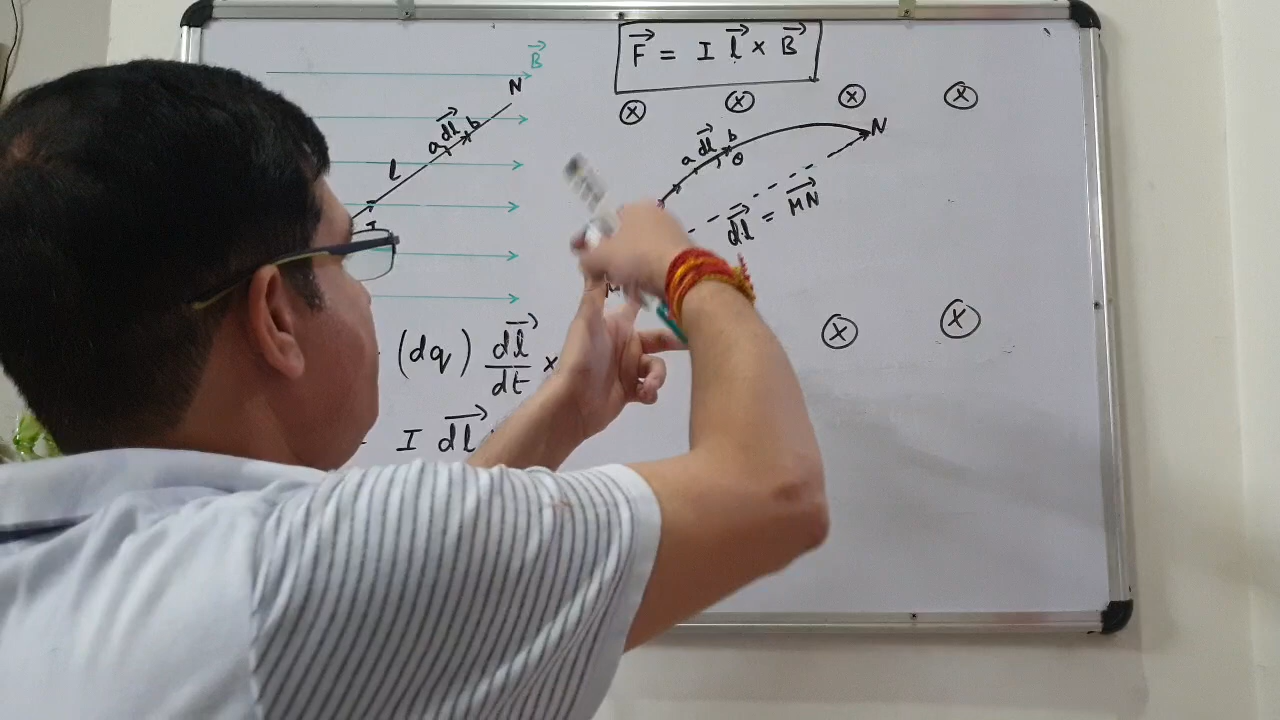 F⃗ = I l⃗ × B⃗
B⃗
N
a dl⃗ b
l
I
ⓧ ⓧ ⓧ ⓧ
a dl⃗ b
θ
N
dl⃗ = MN⃗
ⓧ ⓧ
(dq) dl⃗/dt ×
I dl⃗